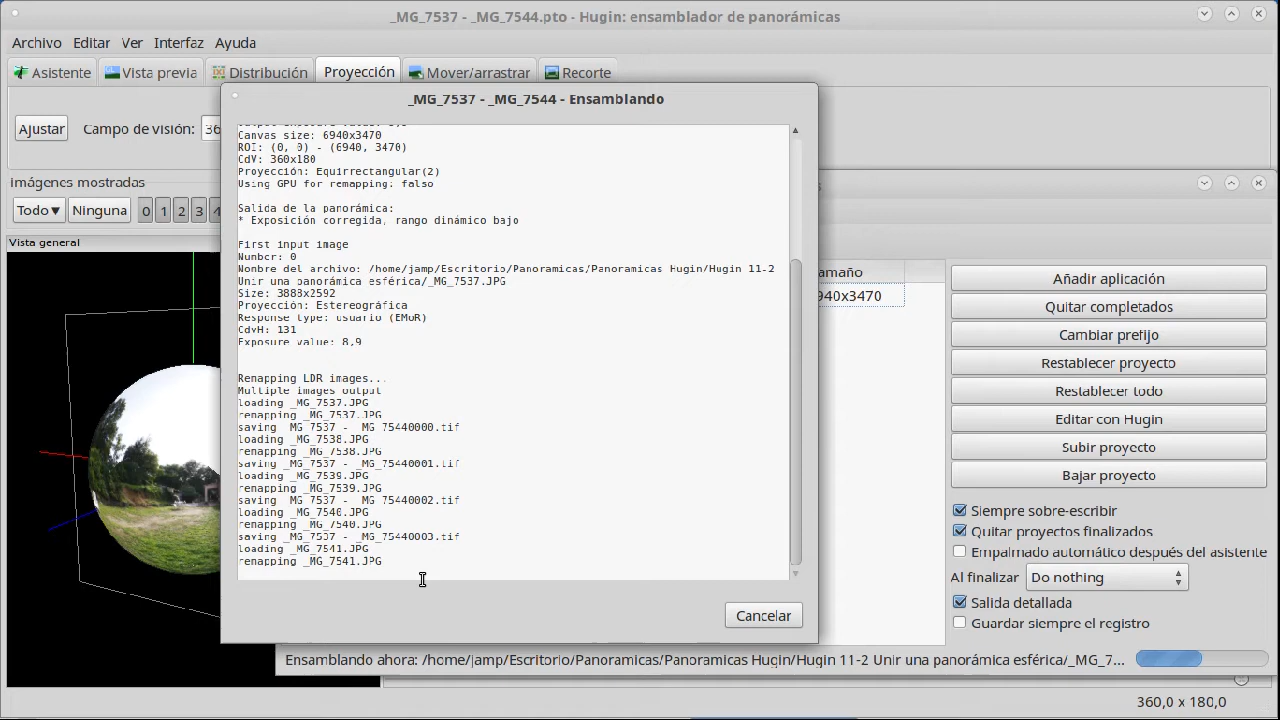 _MG_7537 - _MG_7544.pto - Hugin: ensamblador de panorámicas
Archivo Editar Ver Interfaz Ayuda
Asistente Vista previa Distribución Proyección Mover/arrastrar Recorte
Ajustar Campo de visión: 36
Imágenes mostradas
Todo Ninguna 0 1 2 3 4
Vista general
_MG_7537 - _MG_7544 - Ensamblando
Canvas size: 6940x3470
ROI: (0, 0) - (6940, 3470)
CdV: 360x180
Proyección: Equirrectangular(2)
Using GPU for remapping: falso
Salida de la panorámica:
* Exposición corregida, rango dinámico bajo
First input image
Number: 0
Nombre del archivo: /home/jamp/Escritorio/Panoramicas/Panoramicas Hugin/Hugin 11-2
Unir una panorámica esférica/_MG_7537.JPG
Size: 3888x2592
Proyección: Estereográfica
Response type: usuario (EMoR)
CdvH: 131
Exposure value: 8,9
Remapping LDR images...
Multiple images output
loading _MG_7537.JPG
remapping _MG_7537.JPG
saving _MG_7537 - _MG_75440000.tif
loading _MG_7538.JPG
remapping _MG_7538.JPG
saving _MG_7537 - _MG_75440001.tif
loading _MG_7539.JPG
remapping _MG_7539.JPG
saving _MG_7537 - _MG_75440002.tif
loading _MG_7540.JPG
remapping _MG_7540.JPG
saving _MG_7537 - _MG_75440003.tif
loading _MG_7541.JPG
remapping _MG_7541.JPG
Cancelar
amaño
940x3470
Añadir aplicación
Quitar completados
Cambiar prefijo
Restablecer proyecto
Restablecer todo
Editar con Hugin
Subir proyecto
Bajar proyecto
Siempre sobre-escribir
Quitar proyectos finalizados
Empalmado automático después del asistente
Al finalizar Do nothing
Salida detallada
Guardar siempre el registro
Ensamblando ahora: /home/jamp/Escritorio/Panoramicas/Panoramicas Hugin/Hugin 11-2 Unir una panorámica esférica/_MG_7...
360,0 x 180,0